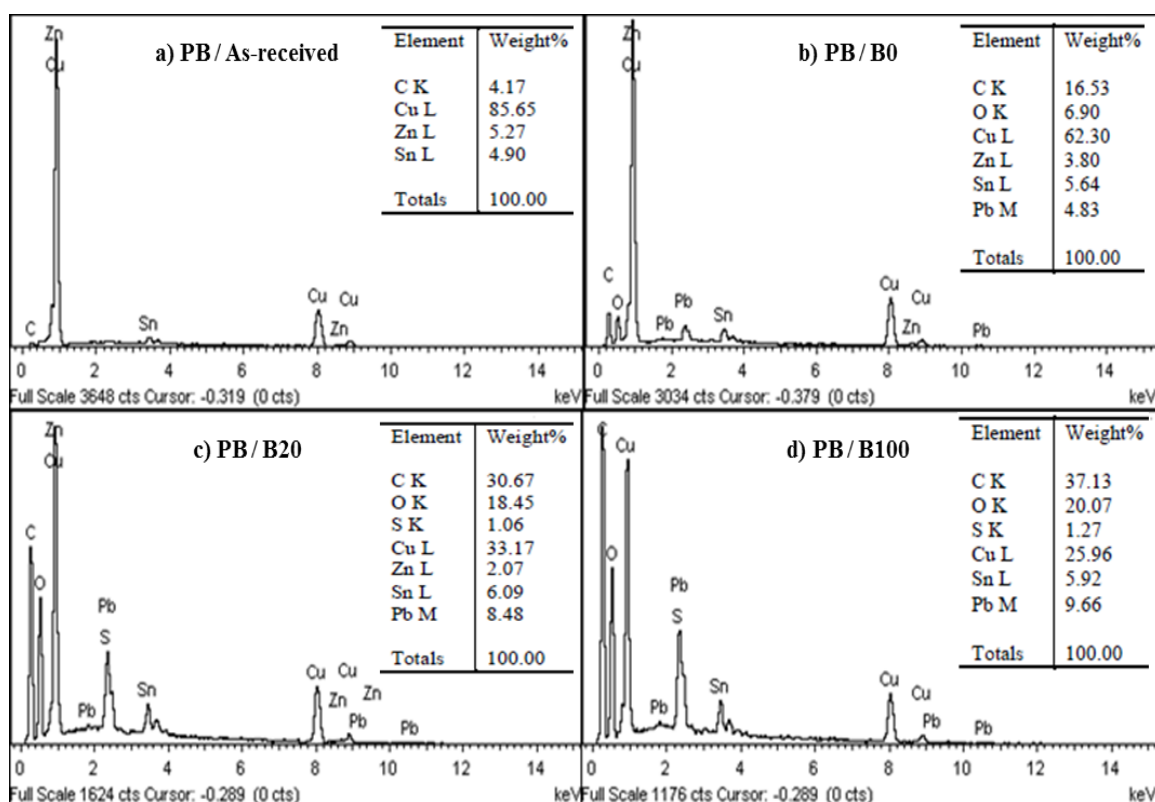 a) PB / As-received
Element Weight%
C K 4.17
Cu L 85.65
Zn L 5.27
Sn L 4.90
Totals 100.00
Zn
Cu
C
Sn
Cu
Cu
Zn
0 2 4 6 8 10 12 14
Full Scale 3648 cts Cursor: -0.319 (0 cts) keV
b) PB / B0
Element Weight%
C K 16.53
O K 6.90
Cu L 62.30
Zn L 3.80
Sn L 5.64
Pb M 4.83
Totals 100.00
Zn
Cu
C
O
Pb
Pb
Sn
Cu
Cu
Zn
Pb
0 2 4 6 8 10 12 14
Full Scale 3034 cts Cursor: -0.379 (0 cts) keV
c) PB / B20
Element Weight%
C K 30.67
O K 18.45
S K 1.06
Cu L 33.17
Zn L 2.07
Sn L 6.09
Pb M 8.48
Totals 100.00
Zn
Cu
C
O
Pb
S
Pb
Sn
Cu
Cu
Zn
Zn
Pb
Pb
0 2 4 6 8 10 12 14
Full Scale 1624 cts Cursor: -0.289 (0 cts) keV
d) PB / B100
Element Weight%
C K 37.13
O K 20.07
S K 1.27
Cu L 25.96
Sn L 5.92
Pb M 9.66
Totals 100.00
C
Cu
O
Pb
S
Pb
Sn
Cu
Cu
Pb
Pb
0 2 4 6 8 10 12 14
Full Scale 1176 cts Cursor: -0.289 (0 cts) keV